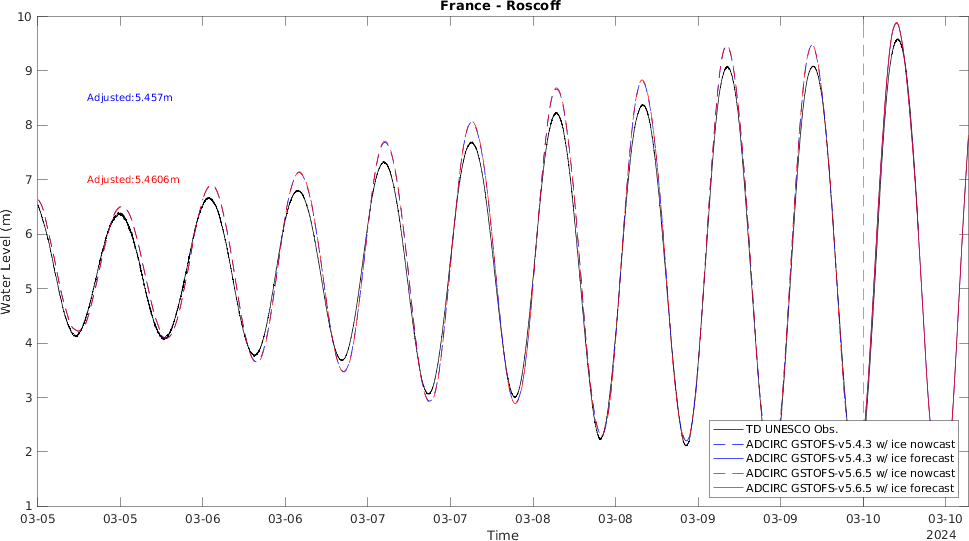 France - Roscoff
10
9
8
7
6
5
4
3
2
1
Water Level (m)
Adjusted:5.457m
Adjusted:5.4606m
TD UNESCO Obs.
ADCIRC GSTOFS-v5.4.3 w/ ice nowcast
ADCIRC GSTOFS-v5.4.3 w/ ice forecast
ADCIRC GSTOFS-v5.6.5 w/ ice nowcast
ADCIRC GSTOFS-v5.6.5 w/ ice forecast
03-05 03-05 03-06 03-06 03-07 03-07 03-08 03-08 03-09 03-09 03-10 03-10
2024
Time